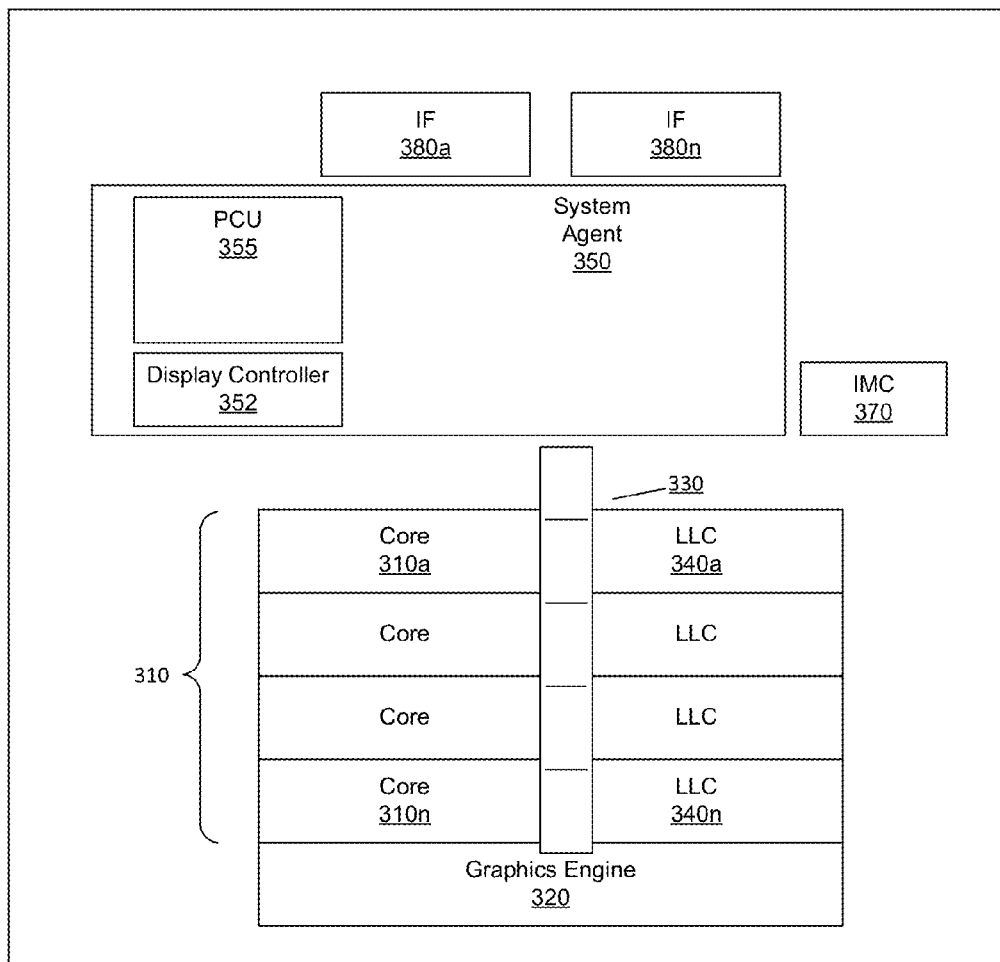 IF
380a
IF
380n
PCU
355
System
Agent
350
Display Controller
352
IMC
370
330
Core
310a
LLC
340a
Core
LLC
310
Core
LLC
Core
310n
LLC
340n
Graphics Engine
320